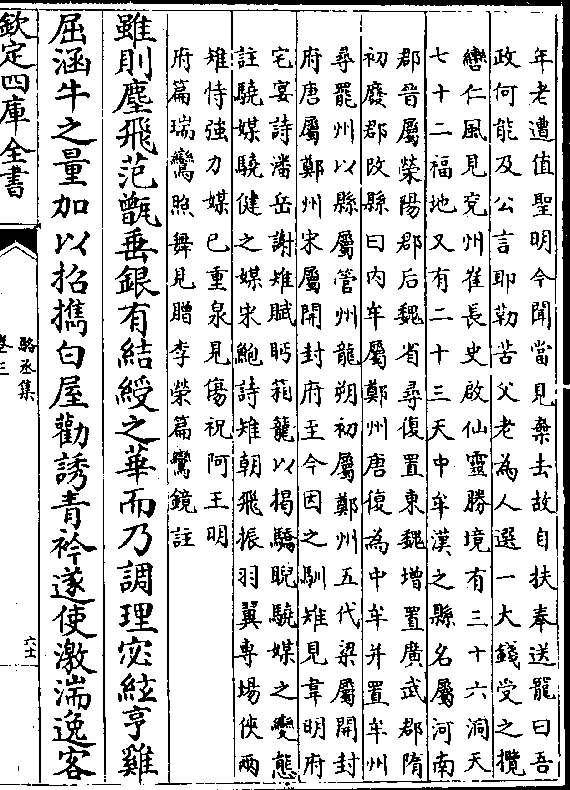 年老遭值聖明今聞當見棄去故自扶奉送龍曰吾
政何能及公言耶勤苦父老為人選一大錢受之攬
轡仁風見兖州崔長史啟仙靈勝境有三十六洞天
七十二福地又有二十三天中牟漢之縣名屬河南
郡晉屬榮陽郡后魏省尋復置東魏增置廣武郡隋
初廢郡改縣曰内牟屬鄭州唐復為中牟并置牟州
尋罷州以縣屬管州龍朔初屬鄭州五代梁屬開封
府唐屬鄭州宋屬開封府至今因之馴雉見韋明府
宅宴詩潘岳謝雉賦眄箱籠以揭驕睨驍媒之變態
註驍媒驍健之媒宋鮑詩雉朝飛振羽翼專場俠兩
雉恃強力媒已重泉見傷祝阿王明
府篇瑞鸞照舞見贈李榮篇鸞鏡註
雖則塵飛范甑垂銀有結綬之華而乃調理宓絃亨雞
屈涵牛之量加以招擕白屋勸誘青衿遂使激湍逸客
欽定四庫全書
駱丞集
卷三
六十